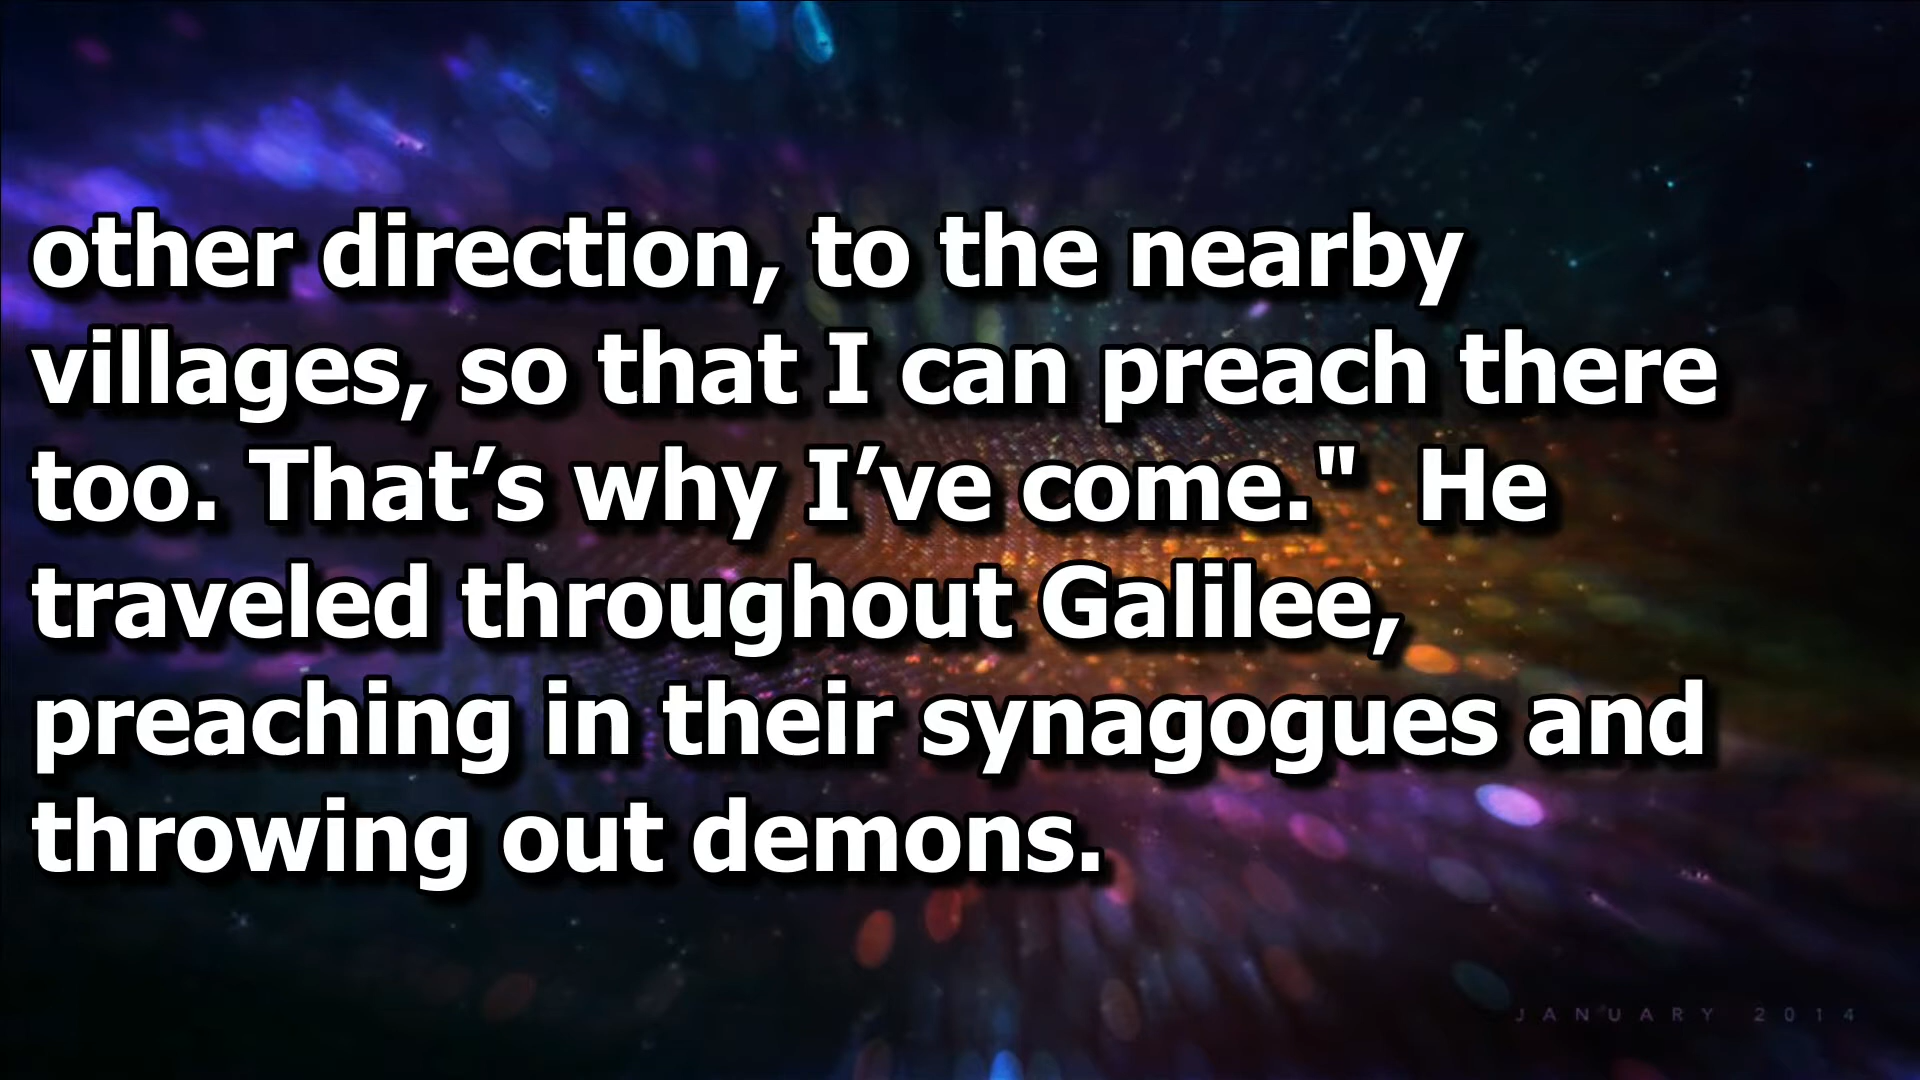 other direction, to the nearby
villages, so that I can preach there
too. That’s why I’ve come."  He
traveled throughout Galilee,
preaching in their synagogues and
throwing out demons.
JANUARY 2014